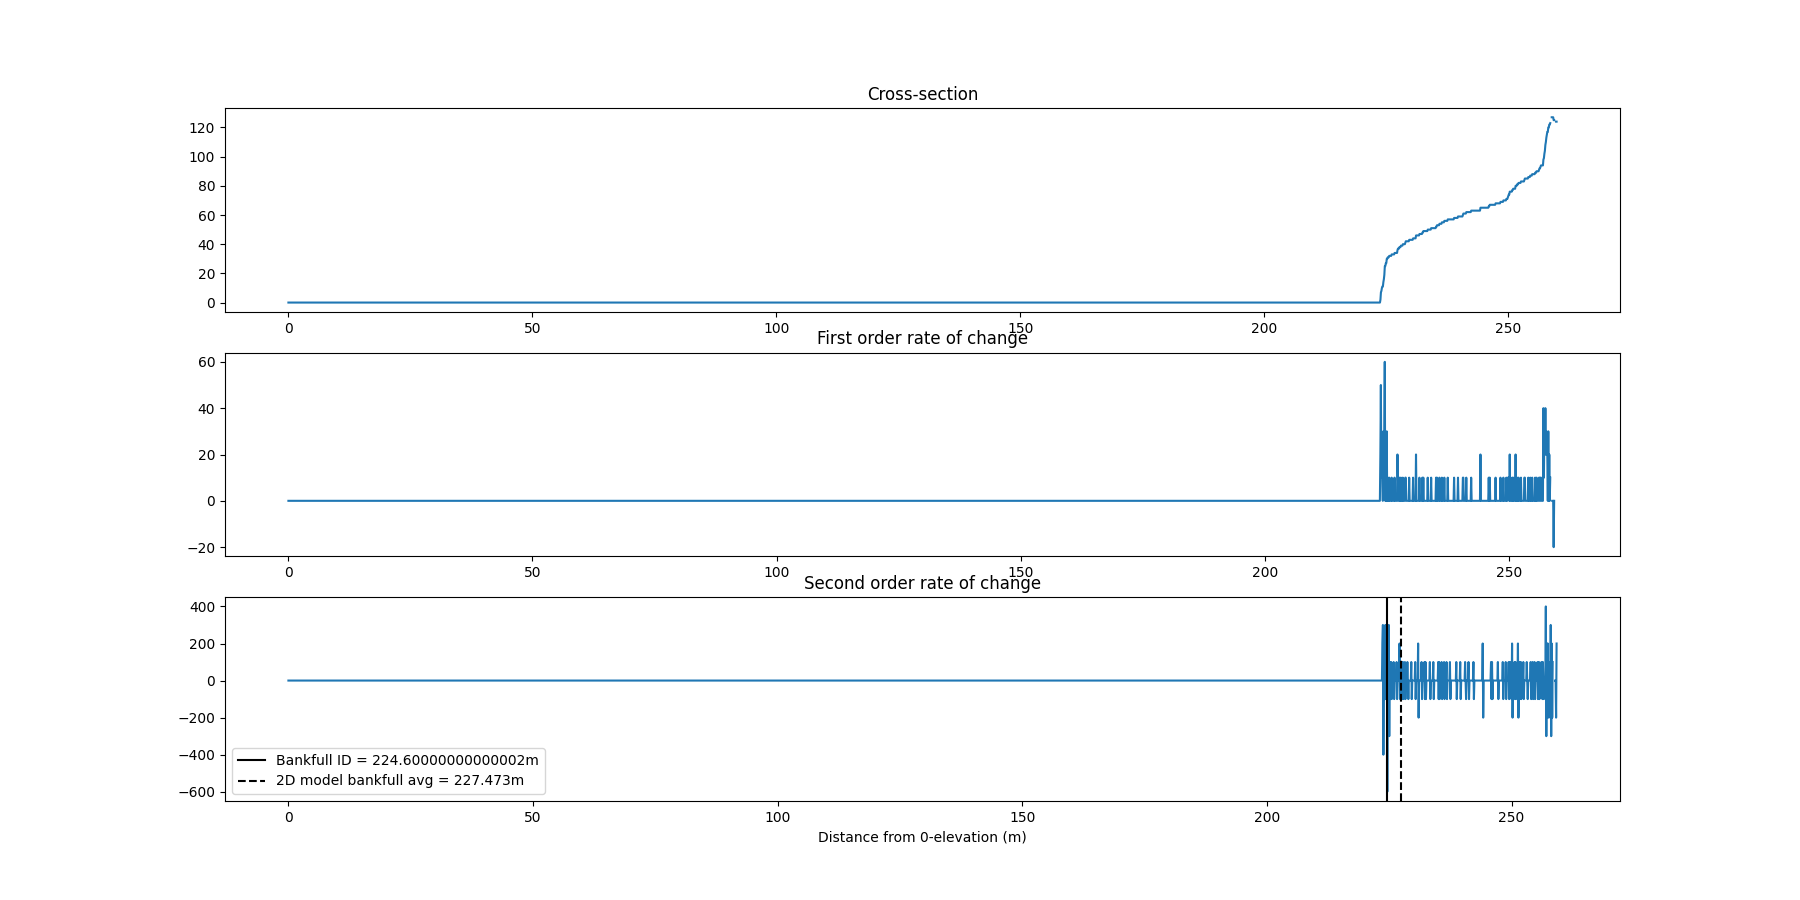 Cross-section
120
100
80
60
40
20
0
0 50 100 150 200 250
First order rate of change
60
40
20
0
−20
0 50 100 150 200 250
Second order rate of change
400
200
0
−200
−400
−600
Bankfull ID = 224.60000000000002m
2D model bankfull avg = 227.473m
0 50 100 150 200 250
Distance from 0-elevation (m)